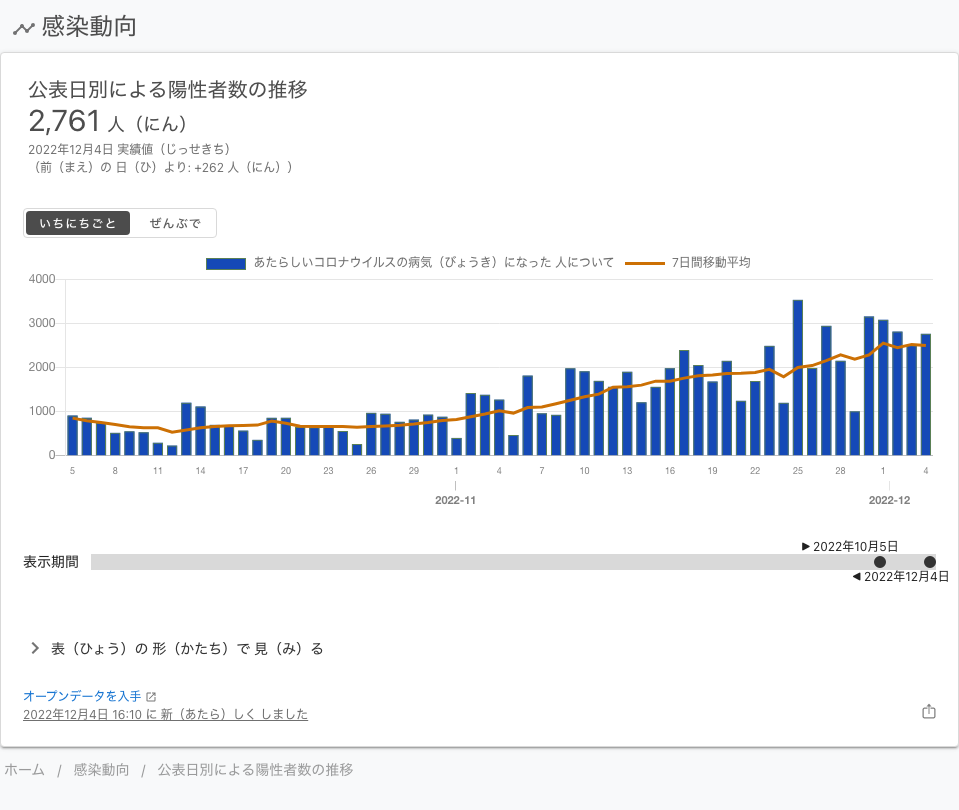 感染動向
公表日別による陽性者数の推移
2,761 人（にん）
2022年12月4日 実績値（じっせきち）
（前（まえ）の 日（ひ）より: +262 人（にん））
いちにちごと ぜんぶで
あたらしいコロナウイルスの病気（びょうき）になった 人について 7日間移動平均
4000
3000
2000
1000
0
5 8 11 14 17 20 23 26 29 1 4 7 10 13 16 19 22 25 28 1 4
2022-11 2022-12
2022年10月5日
表示期間
2022年12月4日
表（ひょう）の 形（かたち）で 見（み）る
オープンデータを入手
2022年12月4日 16:10 に 新（あたら）しく しました
ホーム / 感染動向 / 公表日別による陽性者数の推移